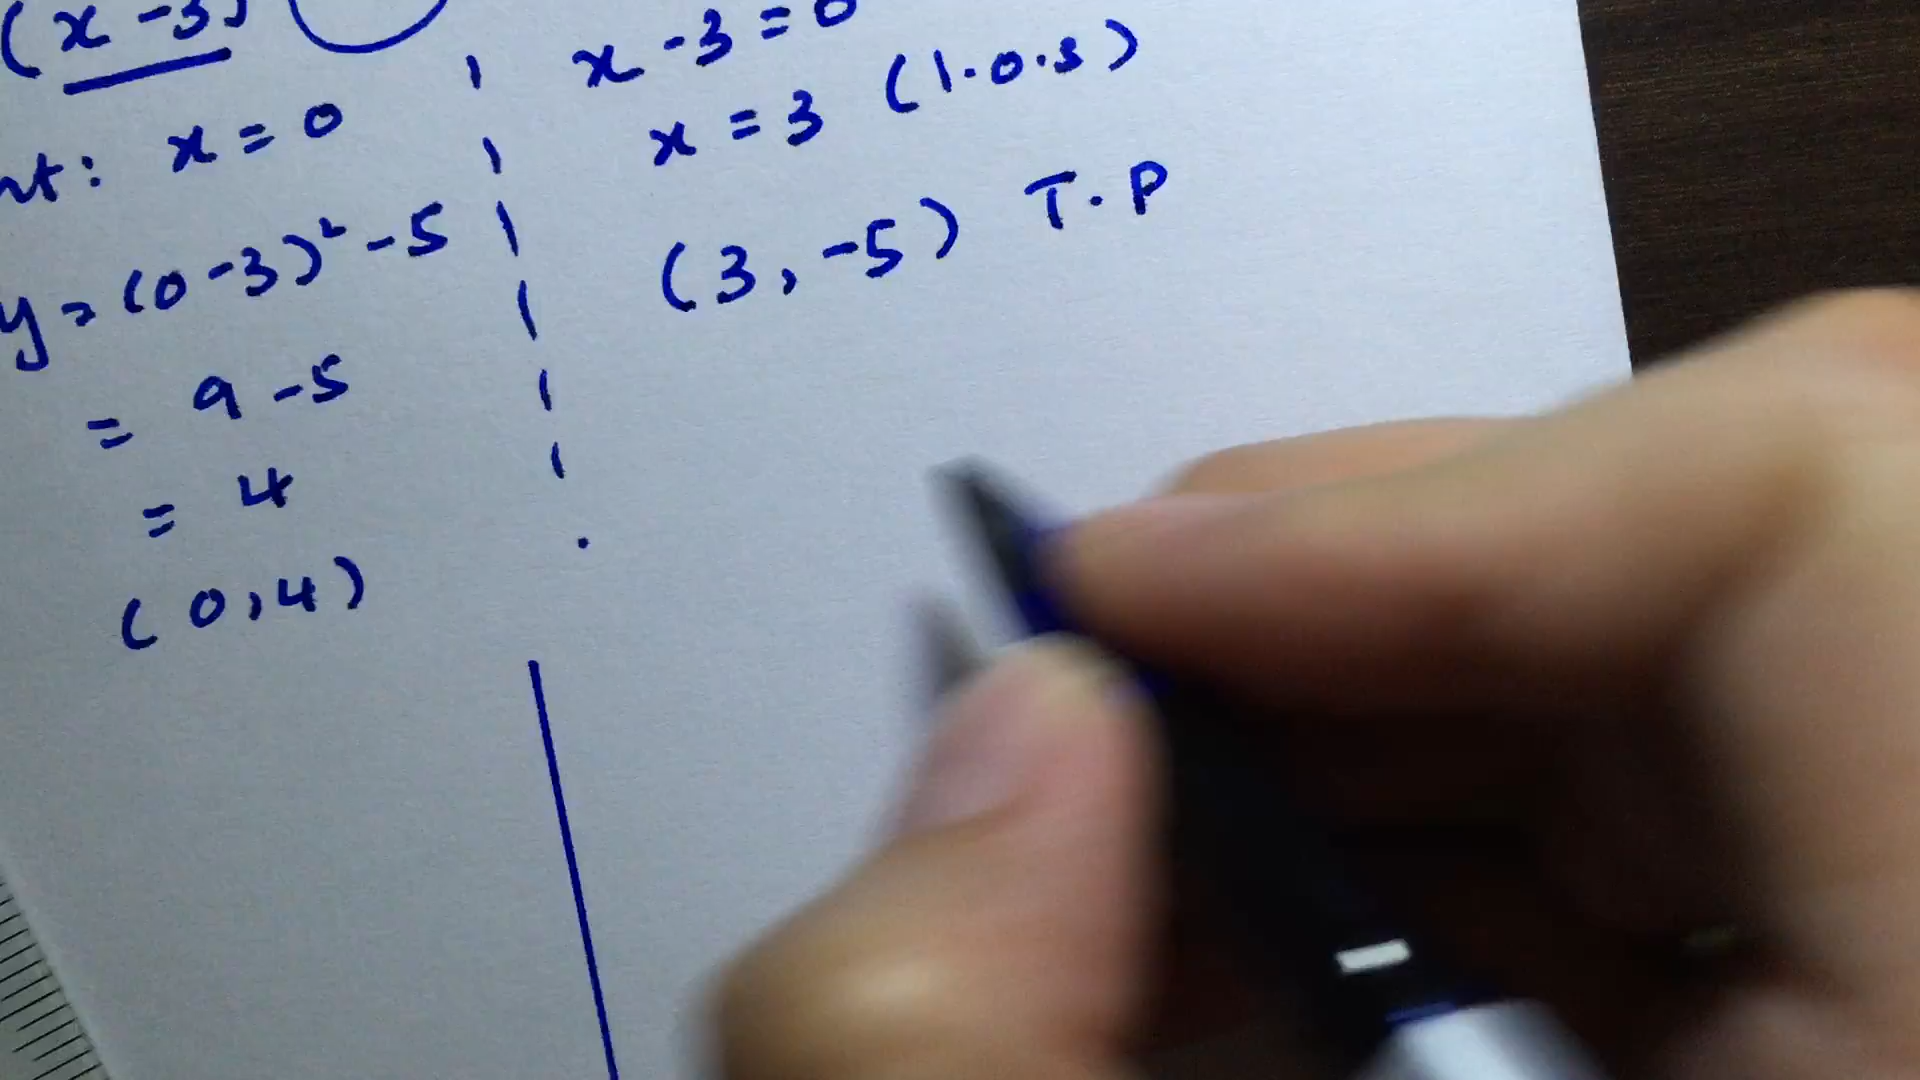 (x - 3)
x = 0
y = (0 - 3)² - 5
= 9 - 5
= 4
(0, 4)
x - 3 = 0
x = 3 (l.o.s)
(3, -5) T.P